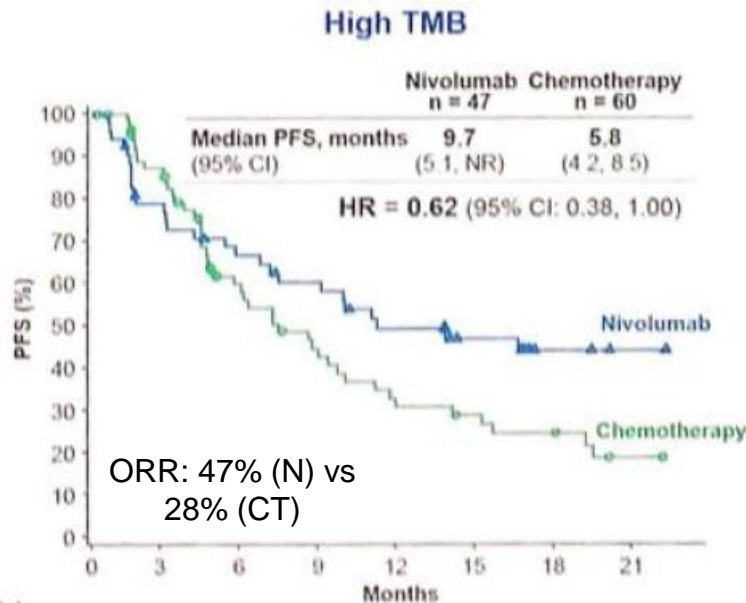 High TMB
Nivolumab Chemotherapy
n = 47 n = 60
Median PFS, months 9.7 5.8
(95% CI) (5.1, NR) (4.2, 8.5)
HR = 0.62 (95% CI: 0.38, 1.00)
100
90
80
70
60
50
40
30
20
10
0
PFS (%)
Nivolumab
Chemotherapy
ORR: 47% (N) vs
28% (CT)
0 3 6 9 12 15 18 21
Months